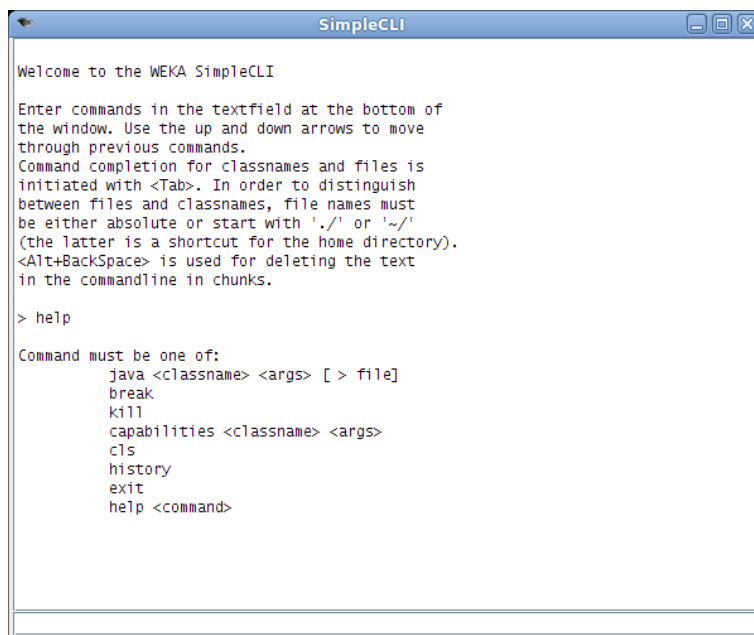 SimpleCLI
Welcome to the WEKA SimpleCLI
Enter commands in the textfield at the bottom of
the window. Use the up and down arrows to move
through previous commands.
Command completion for classnames and files is
initiated with <Tab>. In order to distinguish
between files and classnames, file names must
be either absolute or start with './' or '~/'
(the latter is a shortcut for the home directory).
<Alt+BackSpace> is used for deleting the text
in the commandline in chunks.
> help
Command must be one of:
java <classname> <args> [ > file]
break
kill
capabilities <classname> <args>
cls
history
exit
help <command>